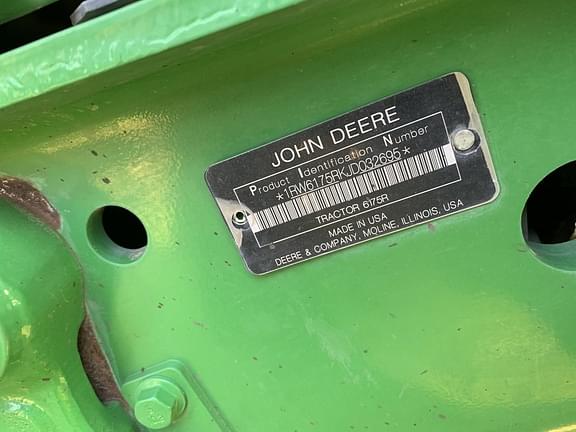 JOHN DEERE
Product Identification Number
*1RW6175RKJD032695*
TRACTOR 6175R
MADE IN USA
DEERE & COMPANY, MOLINE, ILLINOIS, USA